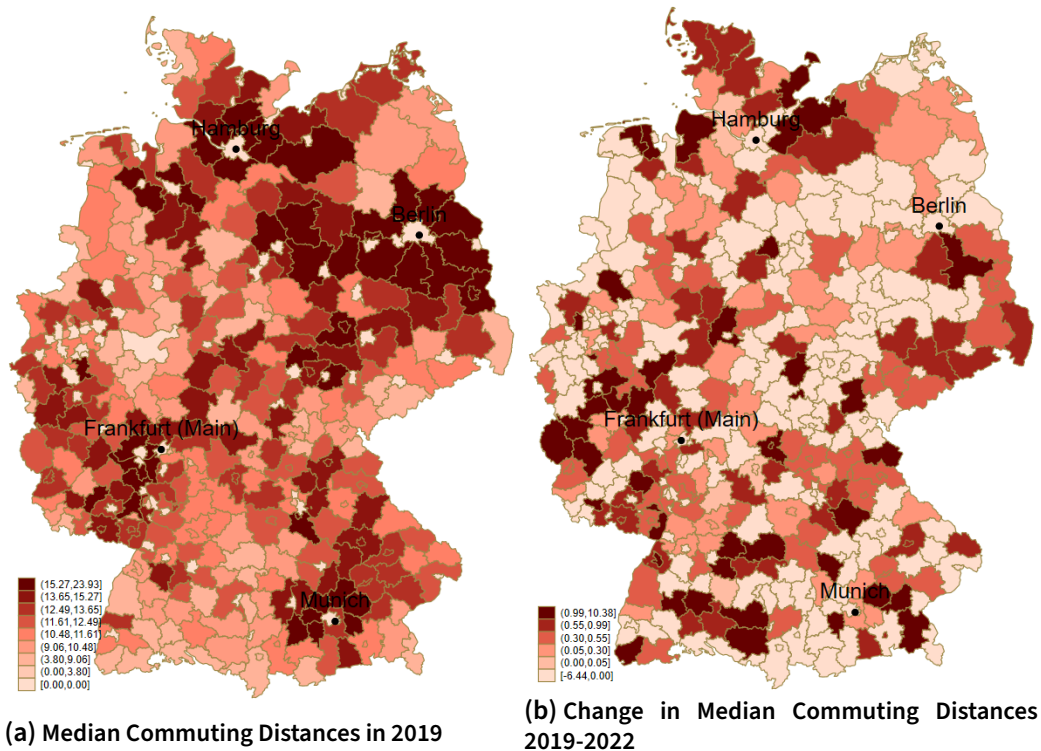 Hamburg
Berlin
Frankfurt (Main)
Munich
(15.27,23.93]
(13.65,15.27]
(12.49,13.65]
(11.61,12.49]
(10.48,11.61]
(9.06,10.48]
(3.80,9.06]
(0.00,3.80]
[0.00,0.00]
(a) Median Commuting Distances in 2019
Hamburg
Berlin
Frankfurt (Main)
Munich
(0.99,10.38]
(0.55,0.99]
(0.30,0.55]
(0.05,0.30]
(0.00,0.05]
[-6.44,0.00]
(b) Change in Median Commuting Distances
2019-2022